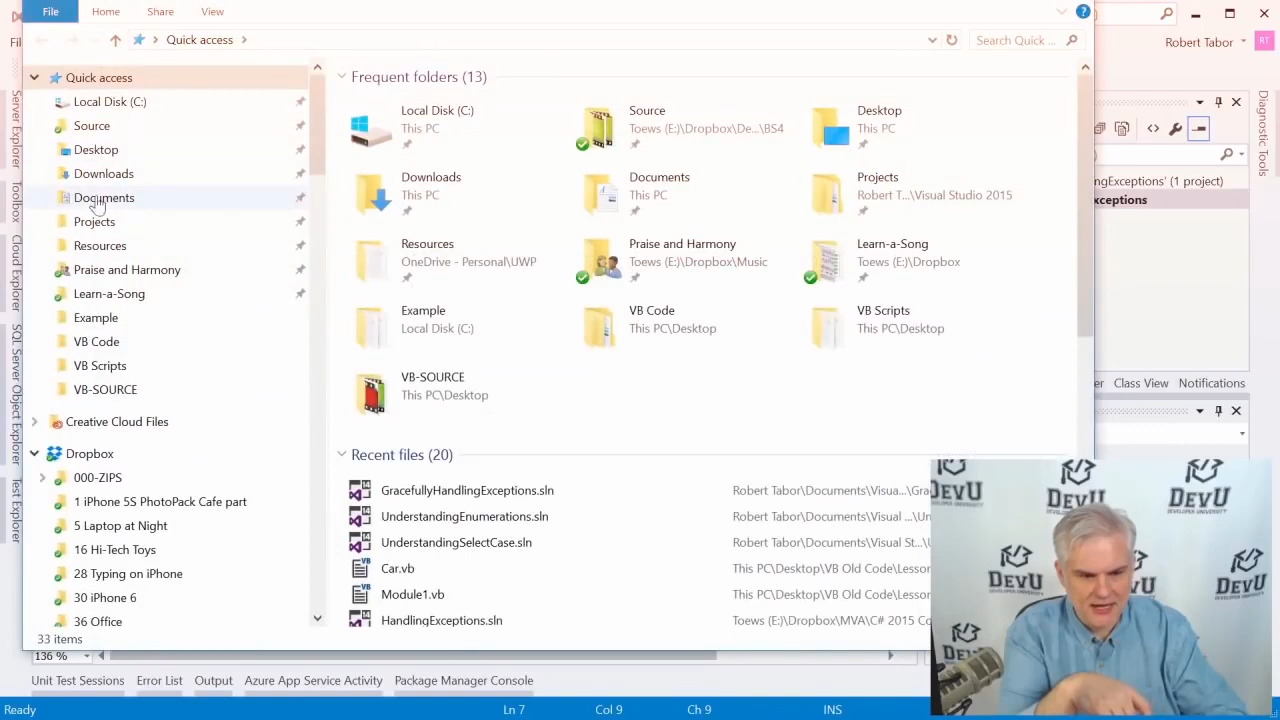 File Home Share View
Quick access
Search Quick ...
Robert Tabor RT
Fi
Server Explorer
Toolbox
Cloud Explorer
SQL Server Object Explorer
Test Explorer
Quick access
Local Disk (C:)
Source
Desktop
Downloads
Documents
Projects
Resources
Praise and Harmony
Learn-a-Song
Example
VB Code
VB Scripts
VB-SOURCE
Creative Cloud Files
Dropbox
000-ZIPS
1 iPhone 5S PhotoPack Cafe part
5 Laptop at Night
16 Hi-Tech Toys
28 Typing on iPhone
30 iPhone 6
36 Office
33 items
Frequent folders (13)
Local Disk (C:)
This PC
Source
Toews (E:)\Dropbox\De...\BS4
Desktop
This PC
Downloads
This PC
Documents
This PC
Projects
Robert T...\Visual Studio 2015
Resources
OneDrive - Personal\UWP
Praise and Harmony
Toews (E:)\Dropbox\Music
Learn-a-Song
Toews (E:)\Dropbox
Example
Local Disk (C:)
VB Code
This PC\Desktop
VB Scripts
This PC\Desktop
VB-SOURCE
This PC\Desktop
Recent files (20)
GracefullyHandlingExceptions.sln Robert Tabor\Documents\Visua...\Gra
UnderstandingEnumerations.sln Robert Tabor\Documents\Visual ...\Un
UnderstandingSelectCase.sln Robert Tabor\Documents\Visual St...\U
Car.vb This PC\Desktop\VB Old Code\Lesson
Module1.vb This PC\Desktop\VB Old Code\Lesson
HandlingExceptions.sln Toews (E:)\Dropbox\MVA\C# 2015 Co
Diagnostic Tools
ngExceptions' (1 project)
xceptions
er Class View Notifications
136 %
Unit Test Sessions Error List Output Azure App Service Activity Package Manager Console
Ready Ln 7 Col 9 Ch 9 INS
DEVU
DEVELOPER UNIVERSITY